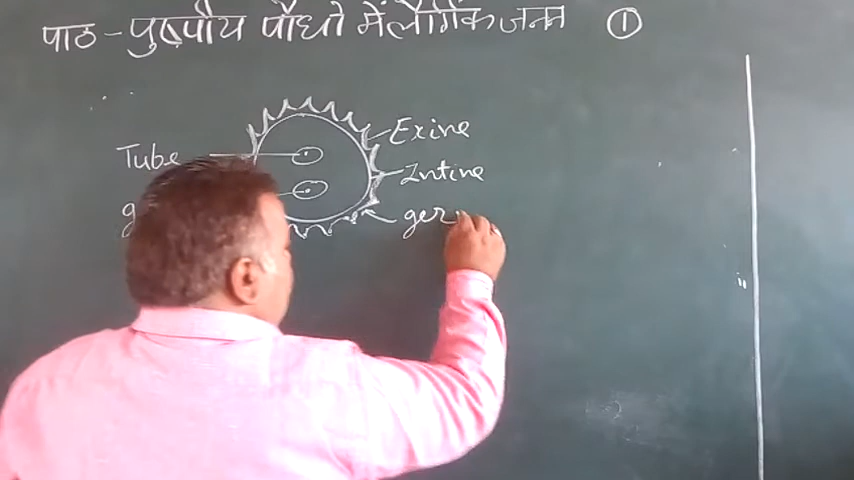 पाठ - पुष्पीय पौधो में लैंगिक जनन ①
Exine
Tube
Intine
ger